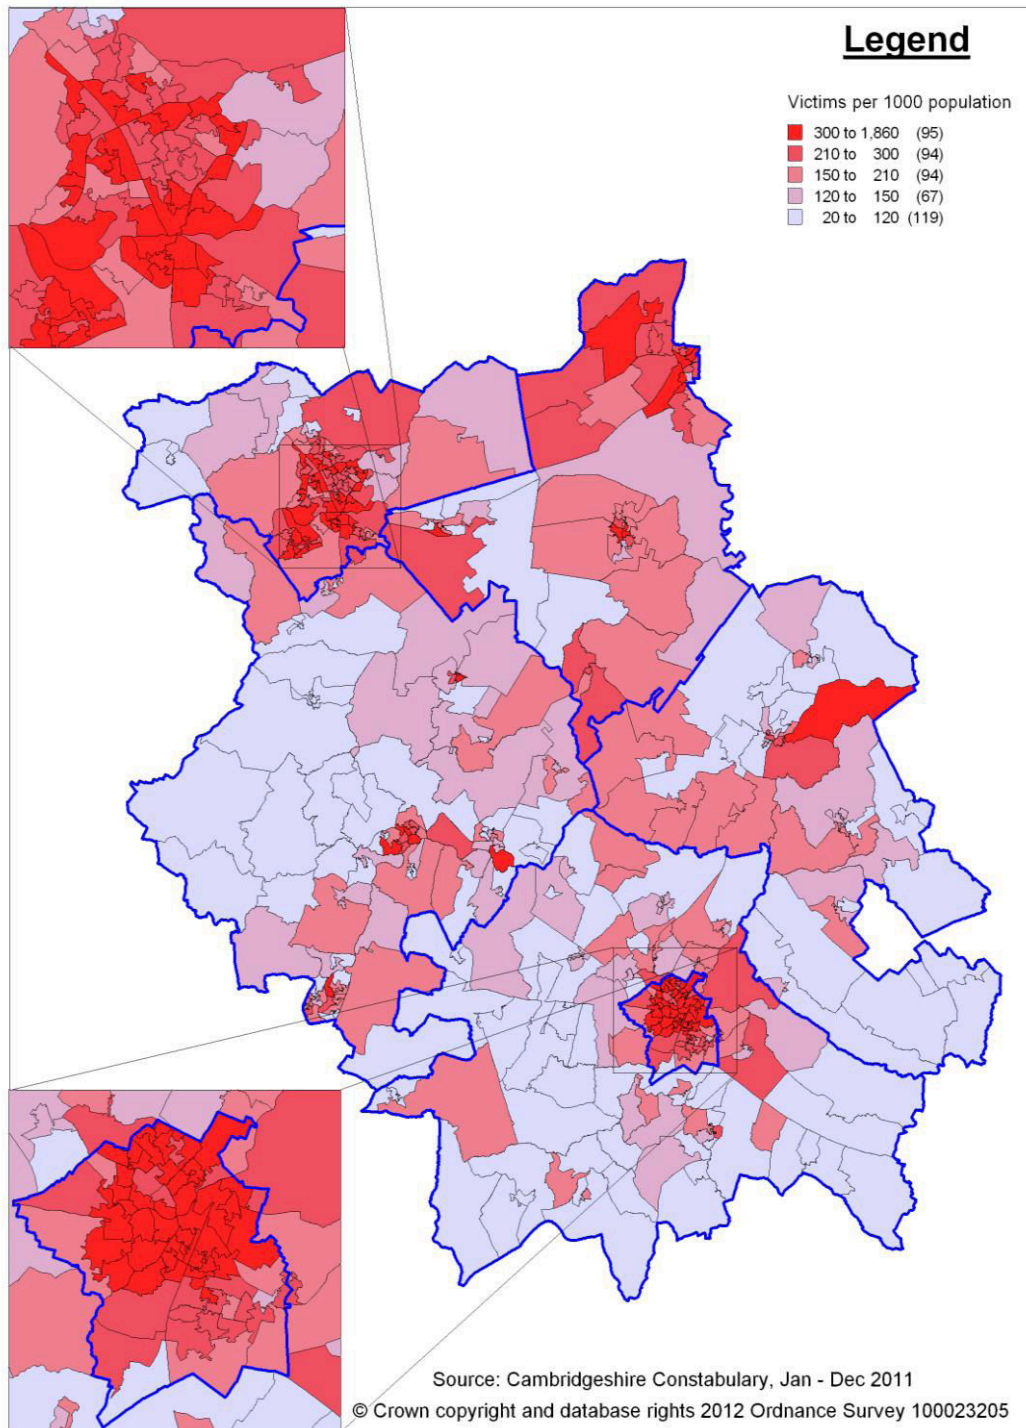 Legend
Victims per 1000 population
300 to 1,860 (95)
210 to 300 (94)
150 to 210 (94)
120 to 150 (67)
20 to 120 (119)
Source: Cambridgeshire Constabulary, Jan - Dec 2011
© Crown copyright and database rights 2012 Ordnance Survey 100023205